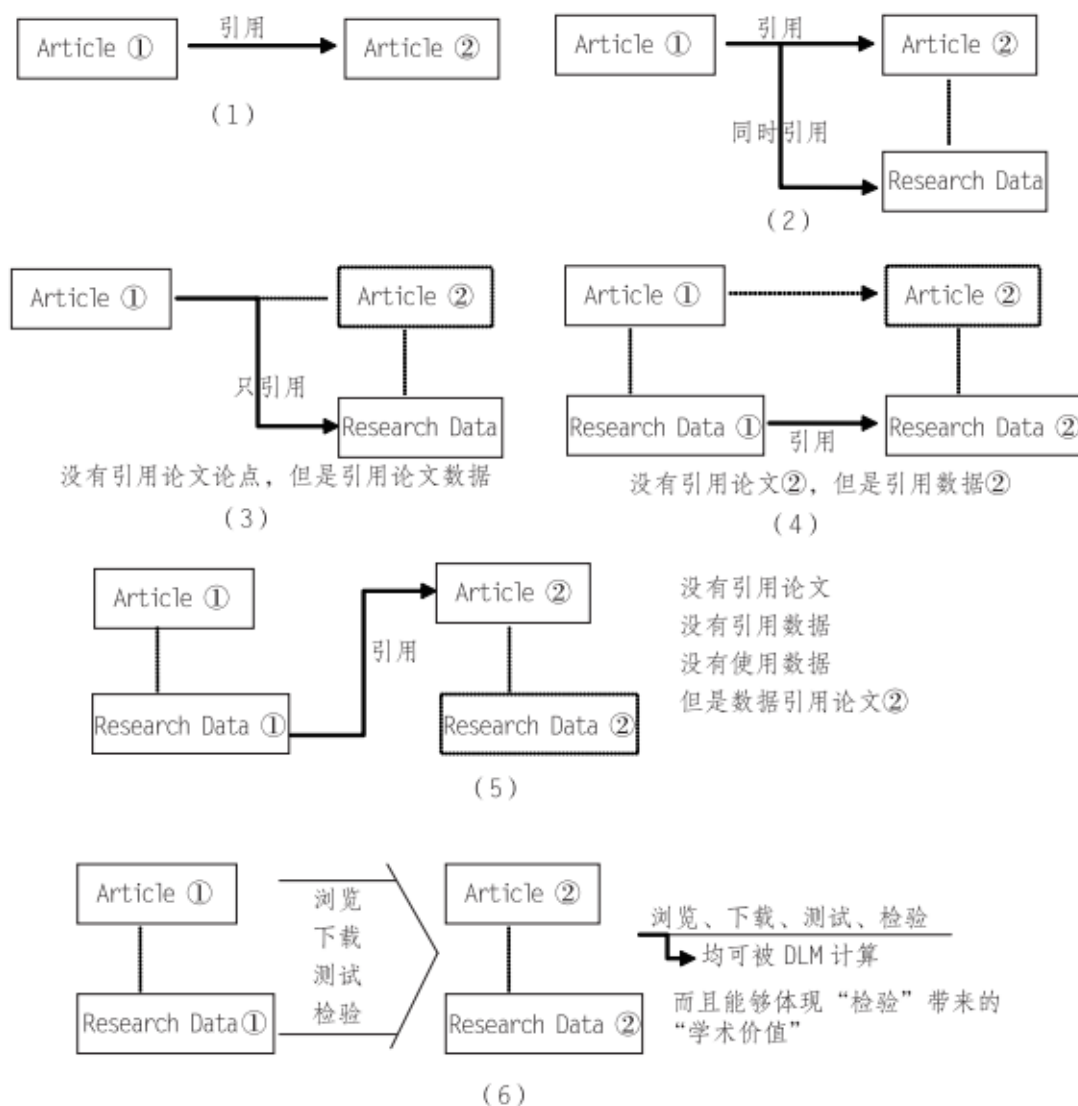 Article ①
引用
Article ②
(1)
Article ①
引用
Article ②
同时引用
Research Data
(2)
Article ①
Article ②
只引用
Research Data
没有引用论文论点，但是引用论文数据
(3)
Article ①
Article ②
Research Data ①
引用
Research Data ②
没有引用论文②，但是引用数据②
(4)
Article ①
Article ②
引用
Research Data ①
Research Data ②
(5)
没有引用论文
没有引用数据
没有使用数据
但是数据引用论文②
Article ①
Research Data①
浏览
下载
测试
检验
Article ②
Research Data ②
浏览、下载、测试、检验
均可被 DLM 计算
而且能够体现“检验”带来的
“学术价值”
(6)